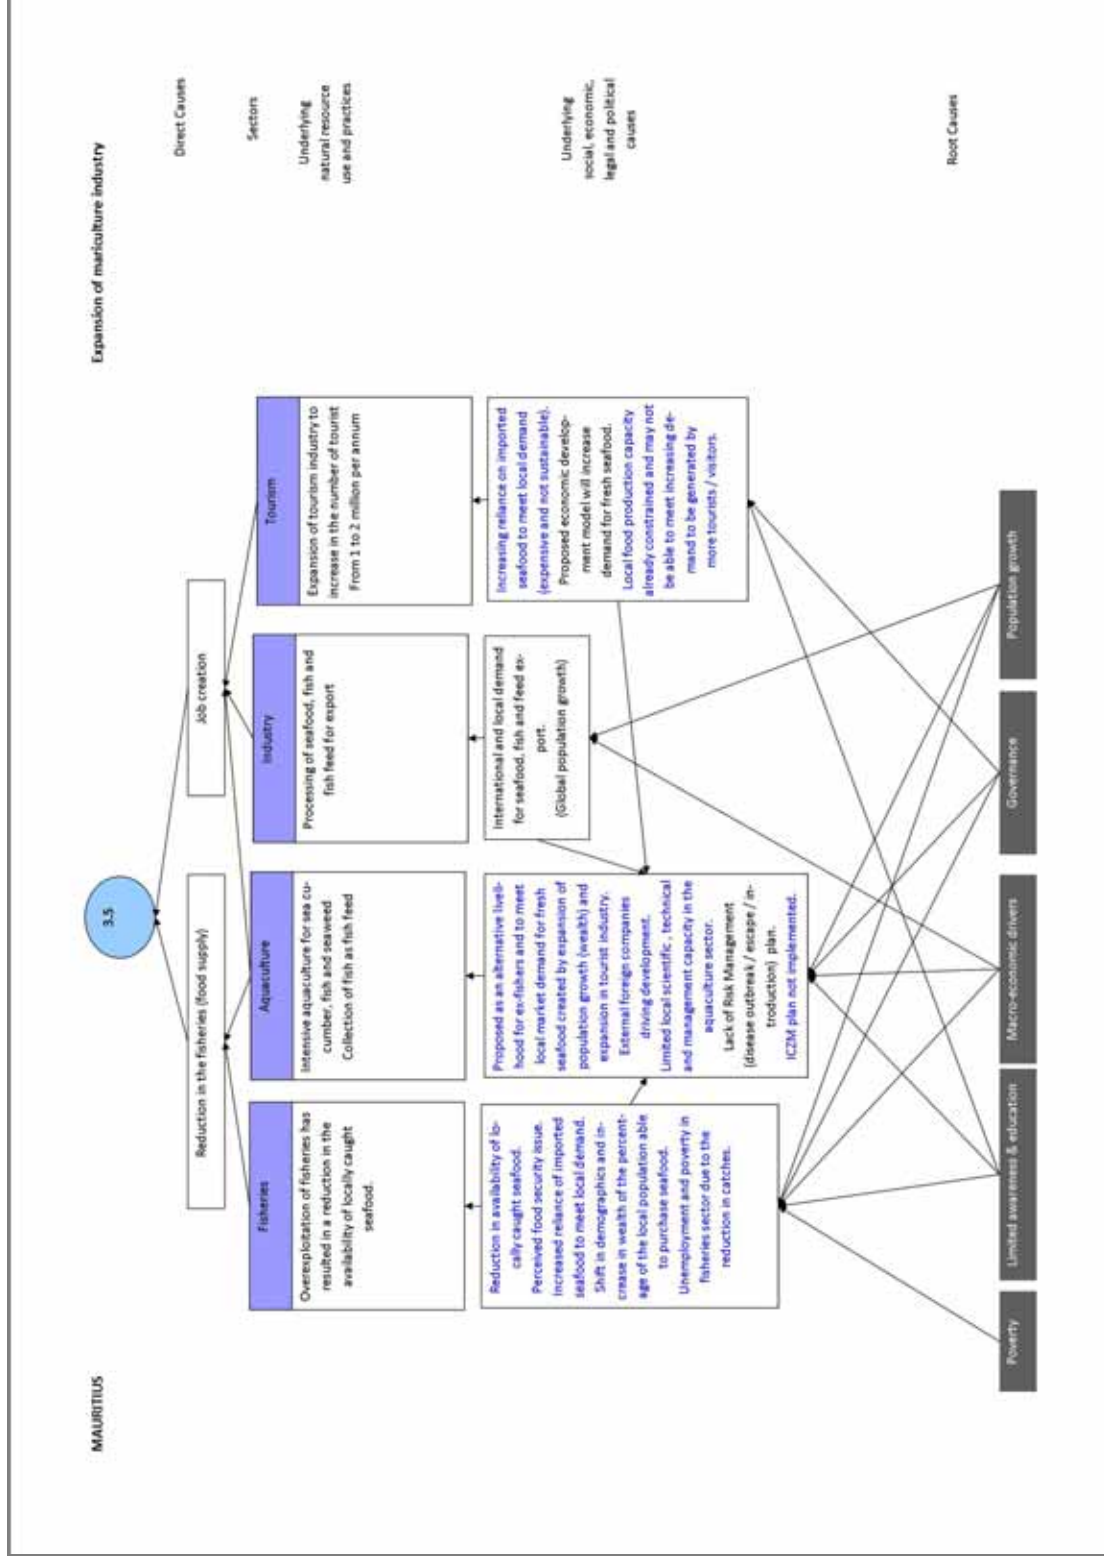 MAURITIUS
Expansion of mariculture industry
3.5
Direct Causes
Reduction in the fisheries (food supply)
Job creation
Sectors
Fisheries
Aquaculture
Industry
Tourism
Underlying
natural resource
use and practices
Overexploitation of fisheries has
resulted in a reduction in the
availability of locally caught
seafood.
Intensive aquaculture for sea cu-
cumber, fish and seaweed
Collection of fish as fish feed
Processing of seafood, fish and
fish feed for export
Expansion of tourism industry to
increase in the number of tourist
From 1 to 2 million per annum
Underlying
social, economic,
legal and political
causes
Reduction in availability of lo-
cally caught seafood.
Perceived food security issue.
Increased reliance of imported
seafood to meet local demand.
Shift in demographics and in-
crease in wealth of the percent-
age of the local population able
to purchase seafood.
Unemployment and poverty in
fisheries sector due to the
reduction in catches.
Proposed as an alternative liveli-
hood for ex-fishers and to meet
local market demand for fresh
seafood created by expansion of
population growth (wealth) and
expansion in tourist industry.
External foreign companies
driving development.
Limited local scientific , technical
and management capacity in the
aquaculture sector.
Lack of Risk Management
(disease outbreak / escape / in-
troduction) plan.
ICZM plan not implemented.
International and local demand
for seafood, fish and feed ex-
port.
(Global population growth)
Increasing reliance on imported
seafood to meet local demand
(expensive and not sustainable).
Proposed economic develop-
ment model will increase
demand for fresh seafood.
Local food production capacity
already constrained and may not
be able to meet increasing de-
mand to be generated by
more tourists / visitors.
Root Causes
Poverty
Limited awareness & education
Macro-economic drivers
Governance
Population growth